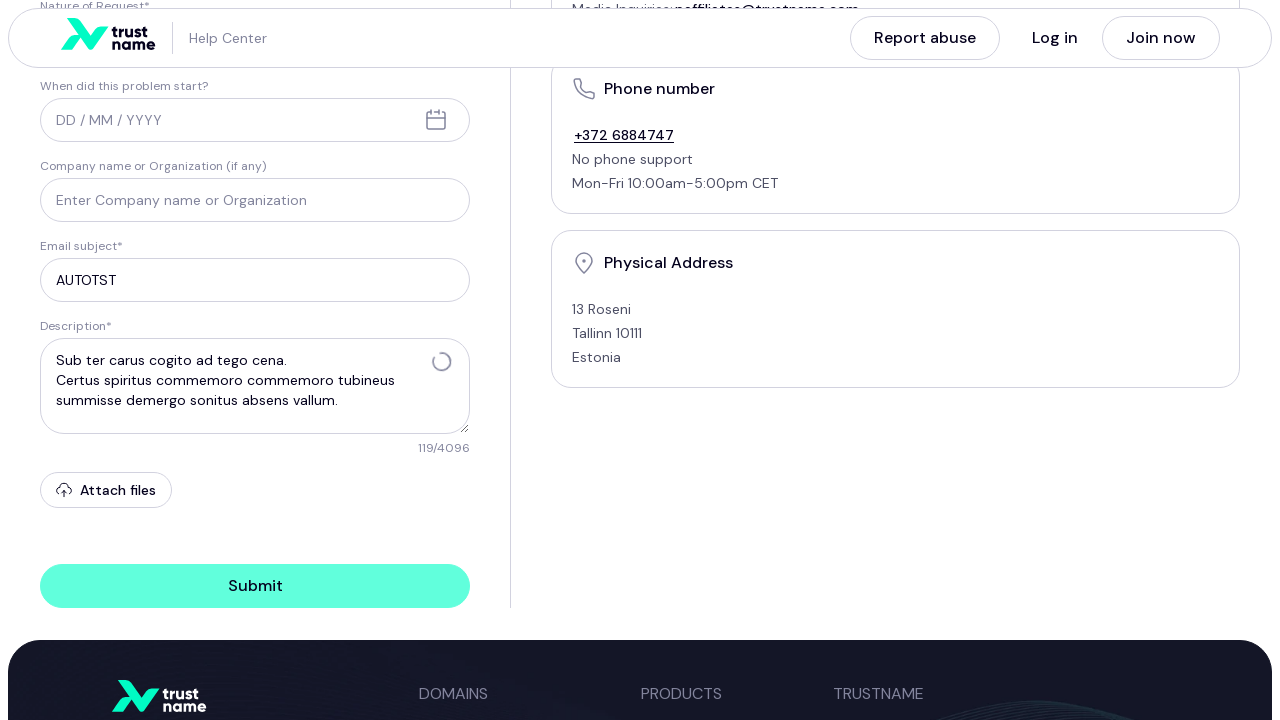 Nature of Request*
Media Inquiries: naffiliates@trustname.com
trust
name
Help Center
Report abuse
Log in
Join now
When did this problem start?
DD / MM / YYYY
Company name or Organization (if any)
Enter Company name or Organization
Email subject*
AUTOTST
Description*
Sub ter carus cogito ad tego cena.
Certus spiritus commemoro commemoro tubineus
summisse demergo sonitus absens vallum.
119/4096
Attach files
Submit
Phone number
+372 6884747
No phone support
Mon-Fri 10:00am-5:00pm CET
Physical Address
13 Roseni
Tallinn 10111
Estonia
trust
name
DOMAINS
PRODUCTS
TRUSTNAME